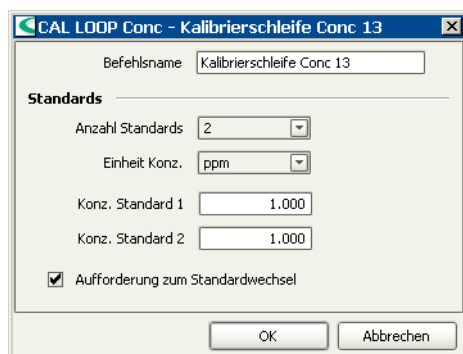 CAL LOOP Conc - Kalibrierschleife Conc 13
Befehlsname Kalibrierschleife Conc 13
Standards
Anzahl Standards 2
Einheit Konz. ppm
Konz. Standard 1 1.000
Konz. Standard 2 1.000
Aufforderung zum Standardwechsel
OK Abbrechen